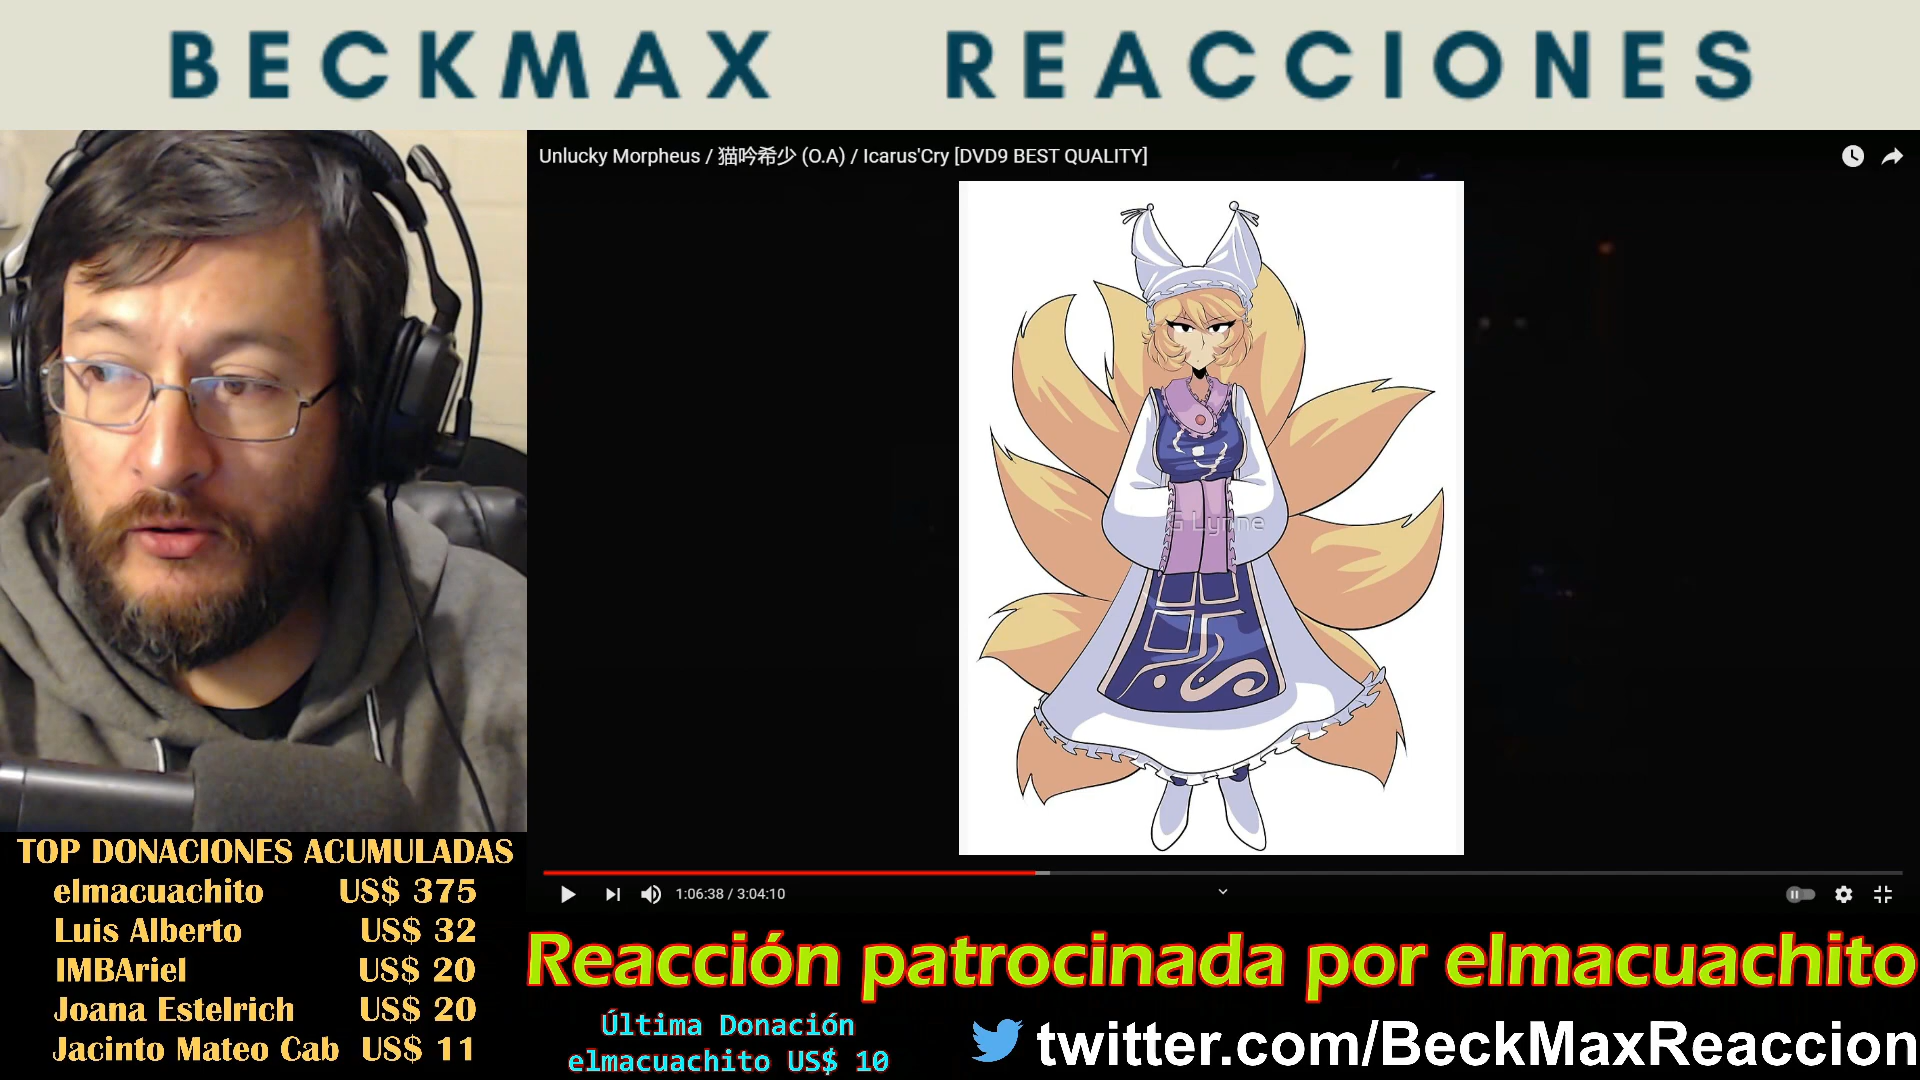 BECKMAX REACCIONES
Unlucky Morpheus / 猫吟希少 (O.A) / Icarus'Cry [DVD9 BEST QUALITY]
G Lynne
1:06:38 / 3:04:10
TOP DONACIONES ACUMULADAS
elmacuachito US$ 375
Luis Alberto US$ 32
IMBAriel US$ 20
Joana Estelrich US$ 20
Jacinto Mateo Cab US$ 11
Reacción patrocinada por elmacuachito
Última Donación
elmacuachito US$ 10
twitter.com/BeckMaxReaccion